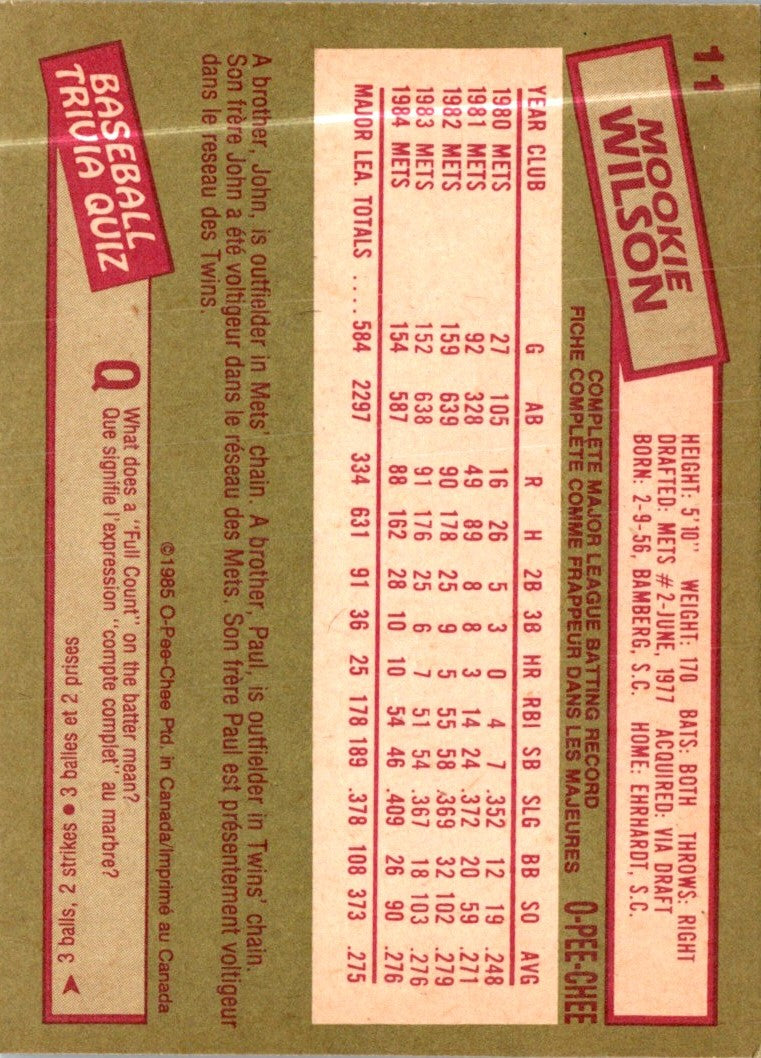 11
MOOKIE
WILSON
HEIGHT: 5'10" WEIGHT: 170 BATS: BOTH THROWS: RIGHT
DRAFTED: METS #2-JUNE, 1977 ACQUIRED: VIA DRAFT
BORN: 2-9-56, BAMBERG, S.C. HOME: EHRHARDT, S.C.
COMPLETE MAJOR LEAGUE BATTING RECORD
FICHE COMPLÈTE COMME FRAPPEUR DANS LES MAJEURES O-PEE-CHEE
YEAR CLUB G AB R H 2B 3B HR RBI SB SLG BB SO AVG
1980 METS 27 105 16 26 5 3 0 4 7 .352 12 19 .248
1981 METS 92 328 49 89 8 8 3 14 24 .372 20 59 .271
1982 METS 159 639 90 178 25 9 5 55 58 .369 32 102 .279
1983 METS 152 638 91 176 25 6 7 51 54 .367 18 103 .276
1984 METS 154 587 88 162 28 10 10 54 46 .409 26 90 .276
MAJOR LEA. TOTALS .... 584 2297 334 631 91 36 25 178 189 .378 108 373 .275
A brother, John, is outfielder in Mets' chain. A brother, Paul, is outfielder in Twins' chain.
Son frère John a été voltigeur dans le réseau des Mets. Son frère Paul est présentement voltigeur
dans le reseau des Twins.
©1985 O-Pee-Chee Ptd. in Canada/Imprimé au Canada
BASEBALL
TRIVIA QUIZ
Q What does a "Full Count" on the batter mean?
Que signifie l'expression "compte complet" au marbre?
3 balls, 2 strikes • 3 balles et 2 prises